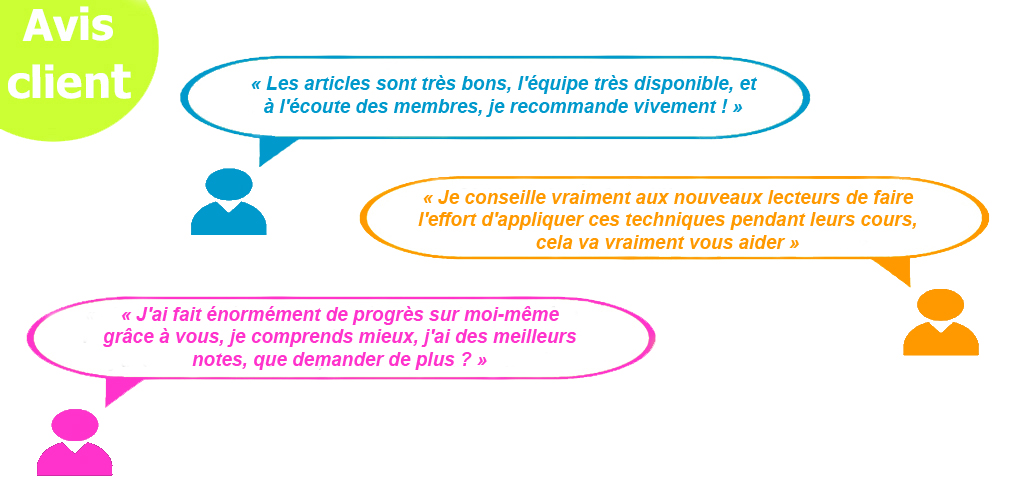 Avis
client
« Les articles sont très bons, l'équipe très disponible, et
à l'écoute des membres, je recommande vivement ! »
« Je conseille vraiment aux nouveaux lecteurs de faire
l'effort d'appliquer ces techniques pendant leurs cours,
cela va vraiment vous aider »
« J'ai fait énormément de progrès sur moi-même
grâce à vous, je comprends mieux, j'ai des meilleurs
notes, que demander de plus ? »